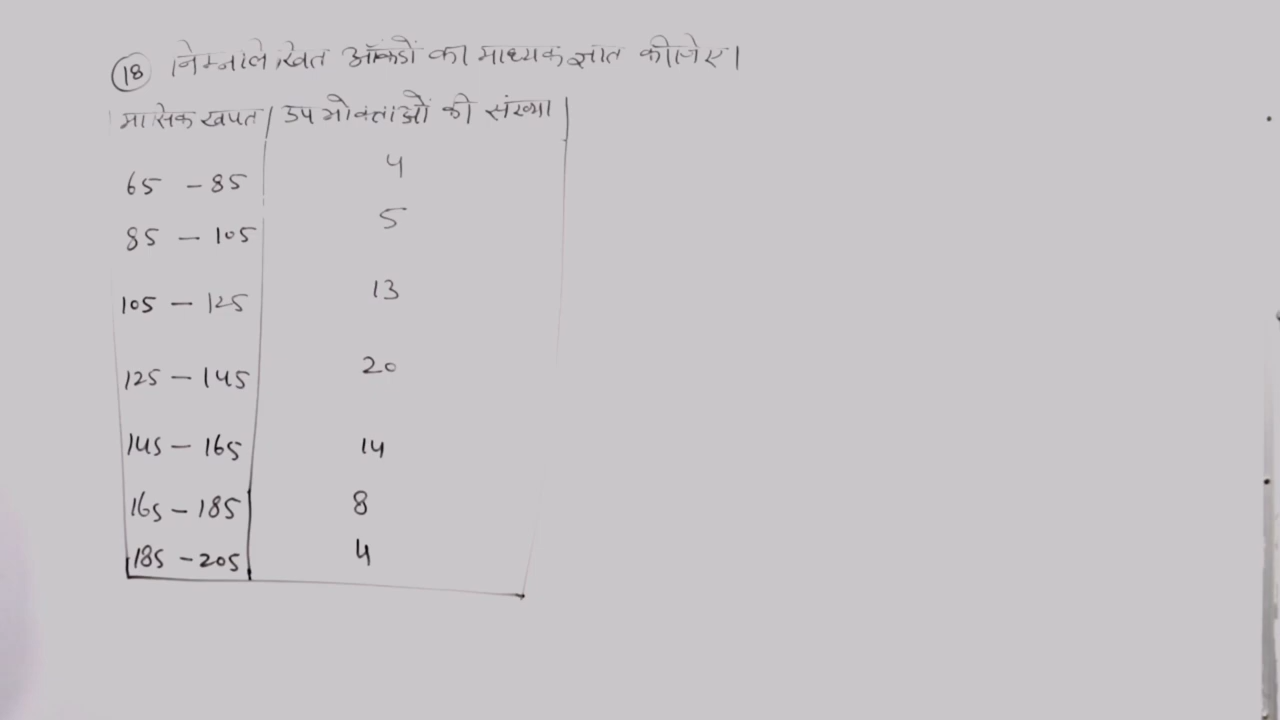 18 निम्नलिखित आँकडों का माध्यक ज्ञात कीजिए।
मासिक खपत | उपभोक्ताओं की संख्या |
65 - 85 4
85 - 105 5
105 - 125 13
125 - 145 20
145 - 165 14
165 - 185 8
185 - 205 4